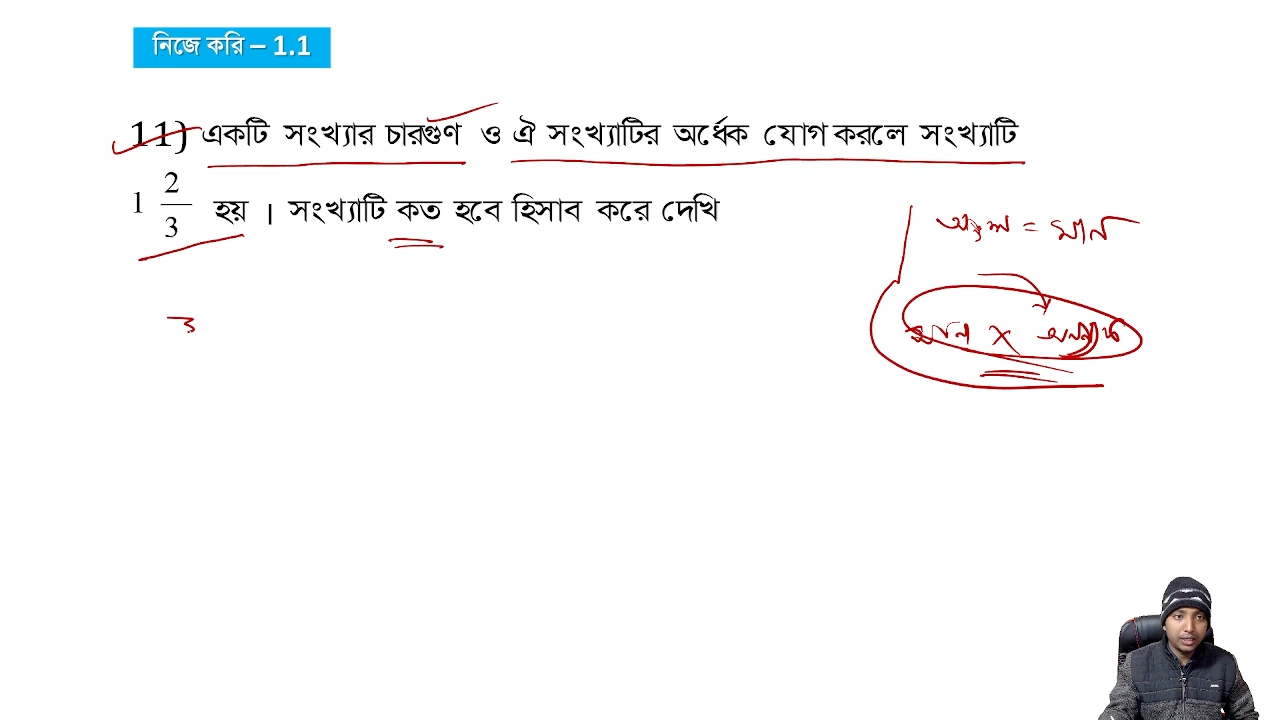 নিজে করি – 1.1
11) একটি সংখ্যার চারগুণ ও ঐ সংখ্যাটির অর্ধেক যোগ করলে সংখ্যাটি
1 2/3 হয় । সংখ্যাটি কত হবে হিসাব করে দেখি
অংশ = মান
মান ×